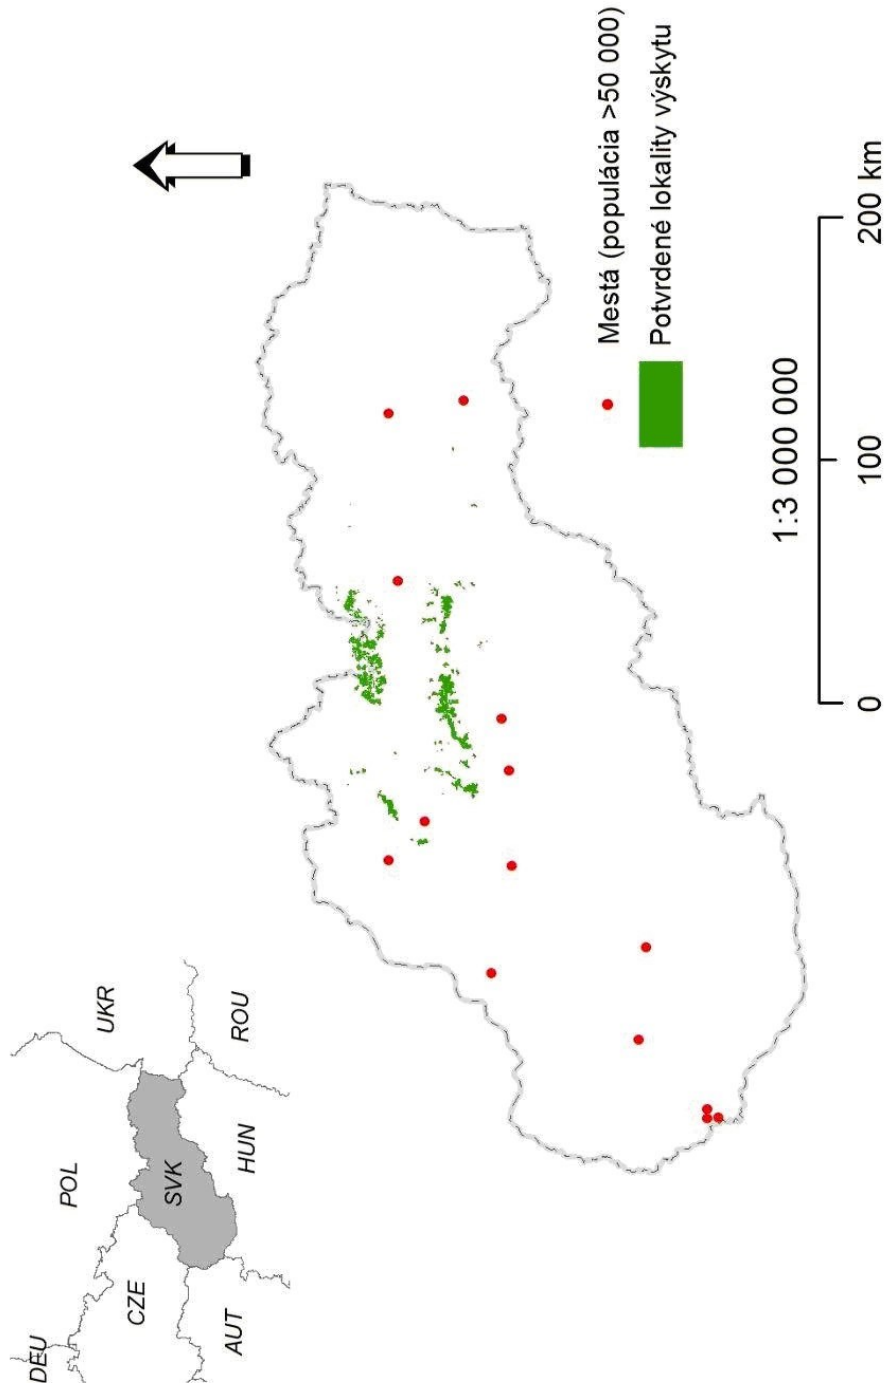 DEU
POL
UKR
CZE
SVK
AUT
HUN
ROU
Mestá (populácia >50 000)
Potvrdené lokality výskytu
1:3 000 000
0 100 200 km